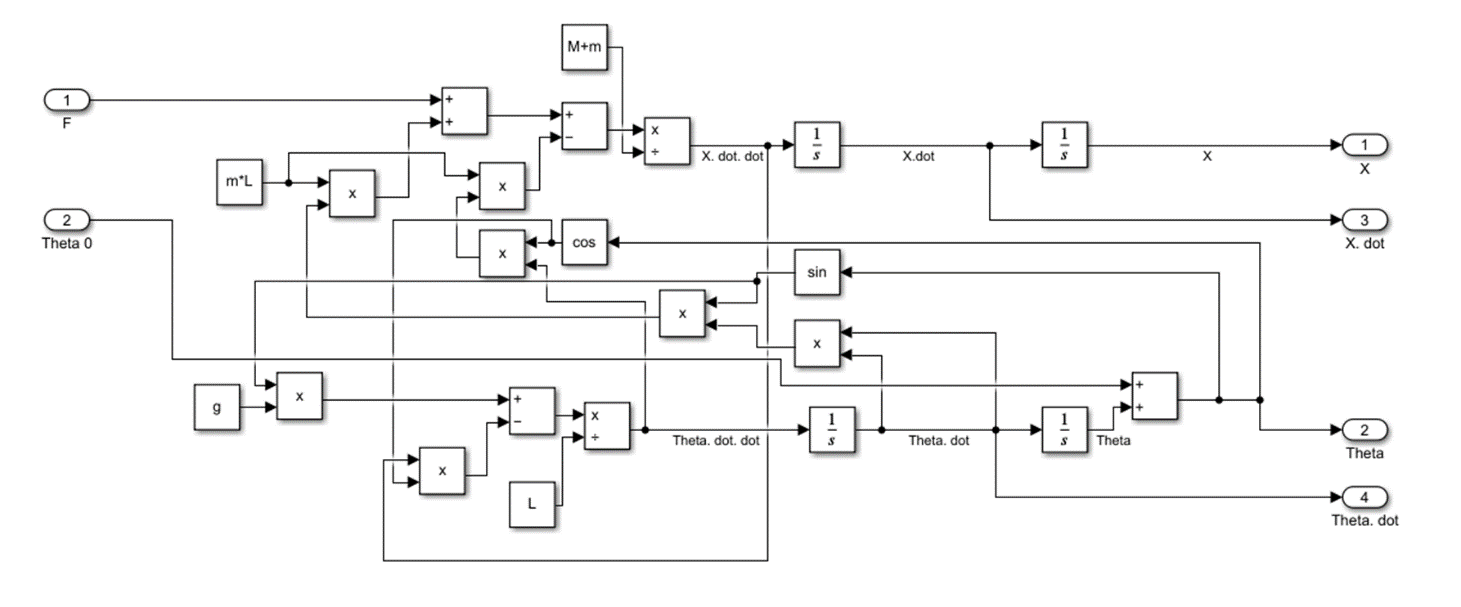 M+m
1
F
+
+
+
−
x
÷
X. dot. dot
1
s
X.dot
1
s
X
1
X
m*L
x
x
2
Theta 0
3
X. dot
x
cos
sin
x
x
g
x
+
−
x
÷
Theta. dot. dot
1
s
Theta. dot
1
s
Theta
+
+
2
Theta
x
L
4
Theta. dot